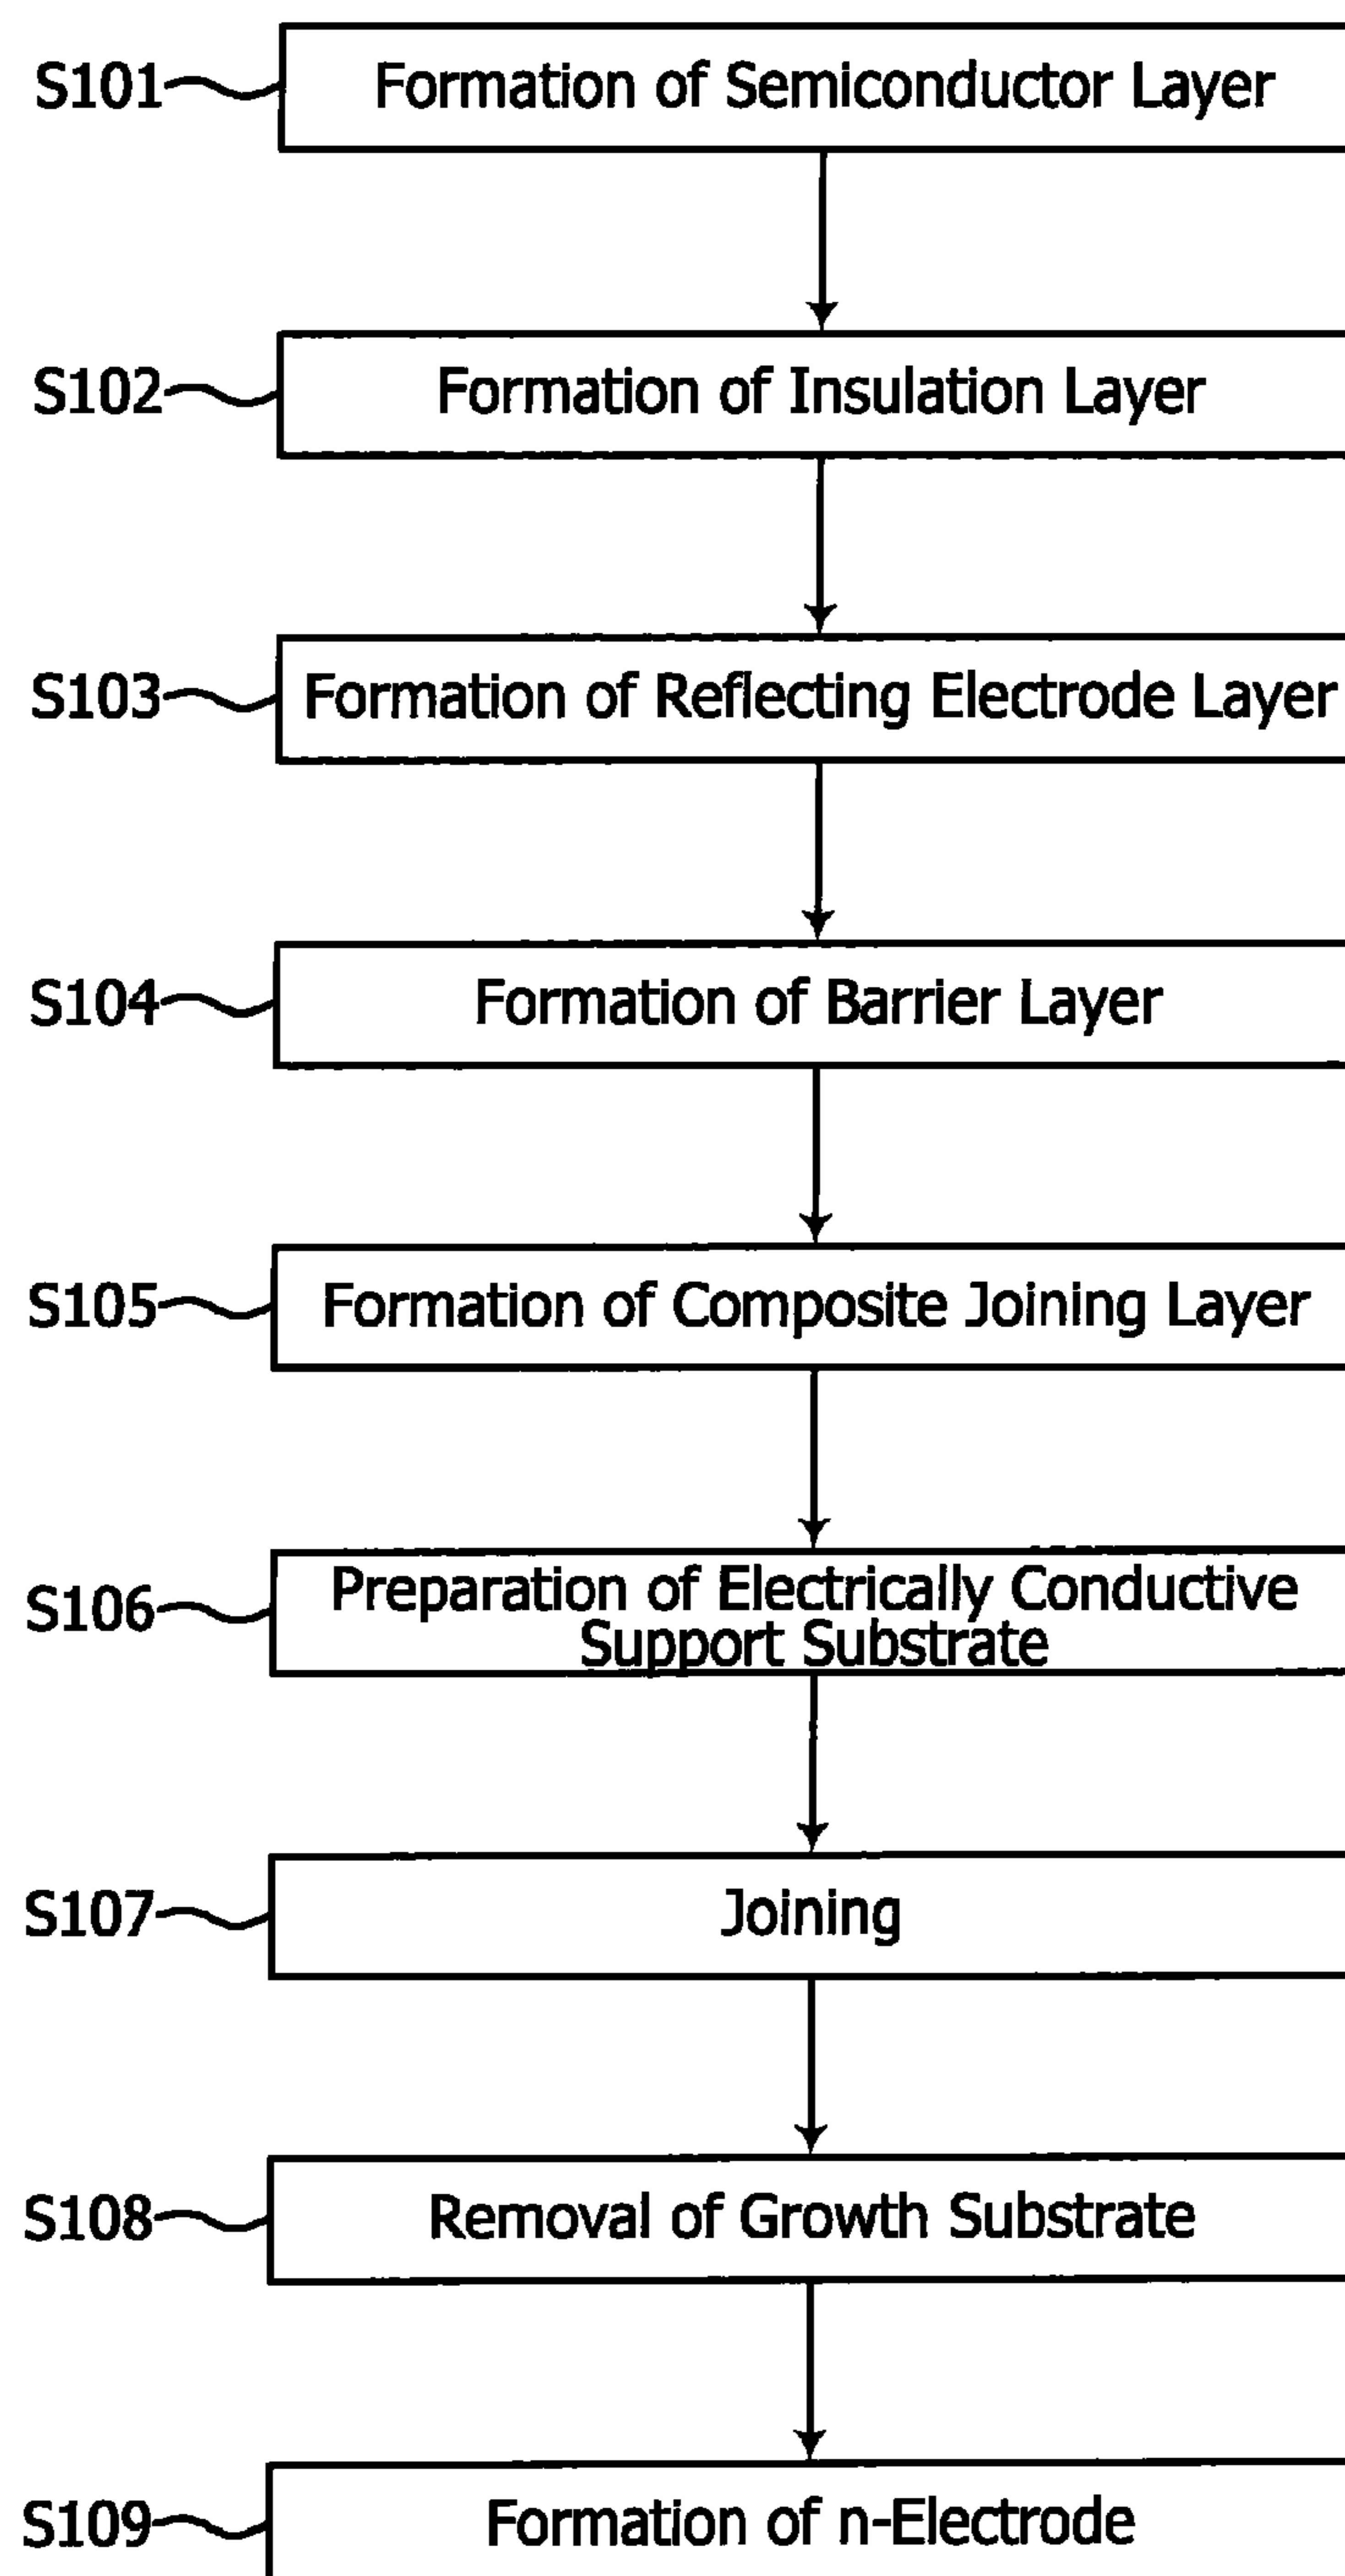 S101 Formation of Semiconductor Layer
S102 Formation of Insulation Layer
S103 Formation of Reflecting Electrode Layer
S104 Formation of Barrier Layer
S105 Formation of Composite Joining Layer
S106 Preparation of Electrically Conductive
Support Substrate
S107 Joining
S108 Removal of Growth Substrate
S109 Formation of n-Electrode